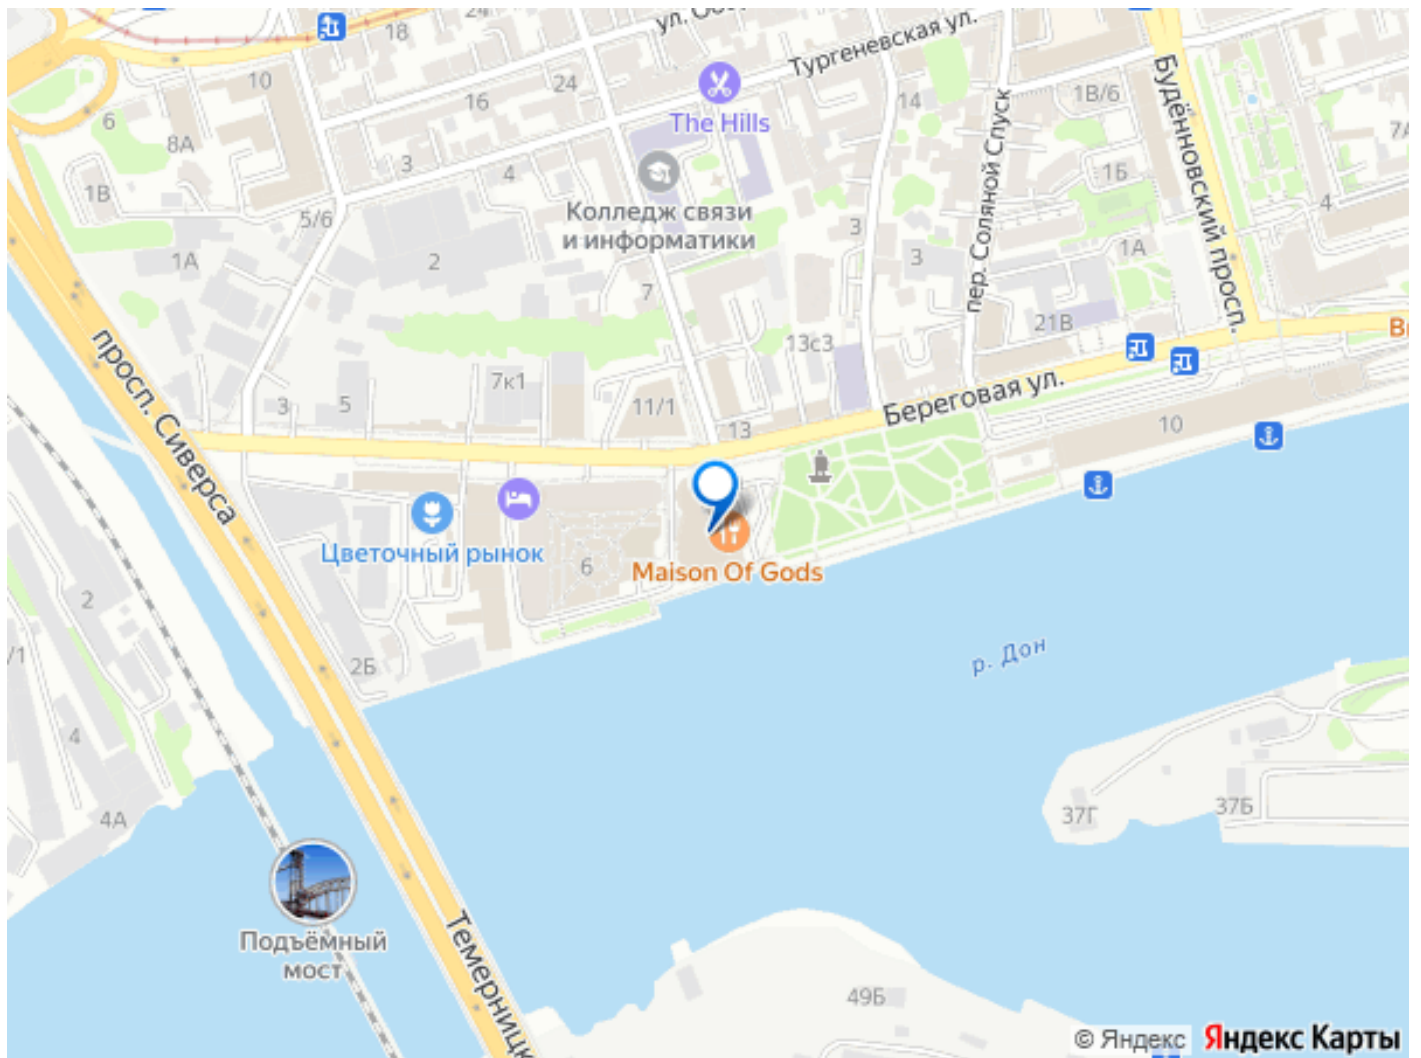 24
18
ул.
Тургеневская ул.
10
16
24
The Hills
14
1В/6
Будённовский просп.
6
8А
3
4
пер. Соляной Спуск
1Б
7А
1В
5/6
Колледж связи
и информатики
3
4
1А
2
3
1А
7
21В
13с3
просп. Сиверса
3
5
7к1
11/1
13
Береговая ул.
10
Цветочный рынок
6
Maison Of Gods
2
/1
2Б
р. Дон
4
4А
37Г
37Б
Подъёмный
мост
Темерницк
49Б
© Яндекс Яндекс Карты